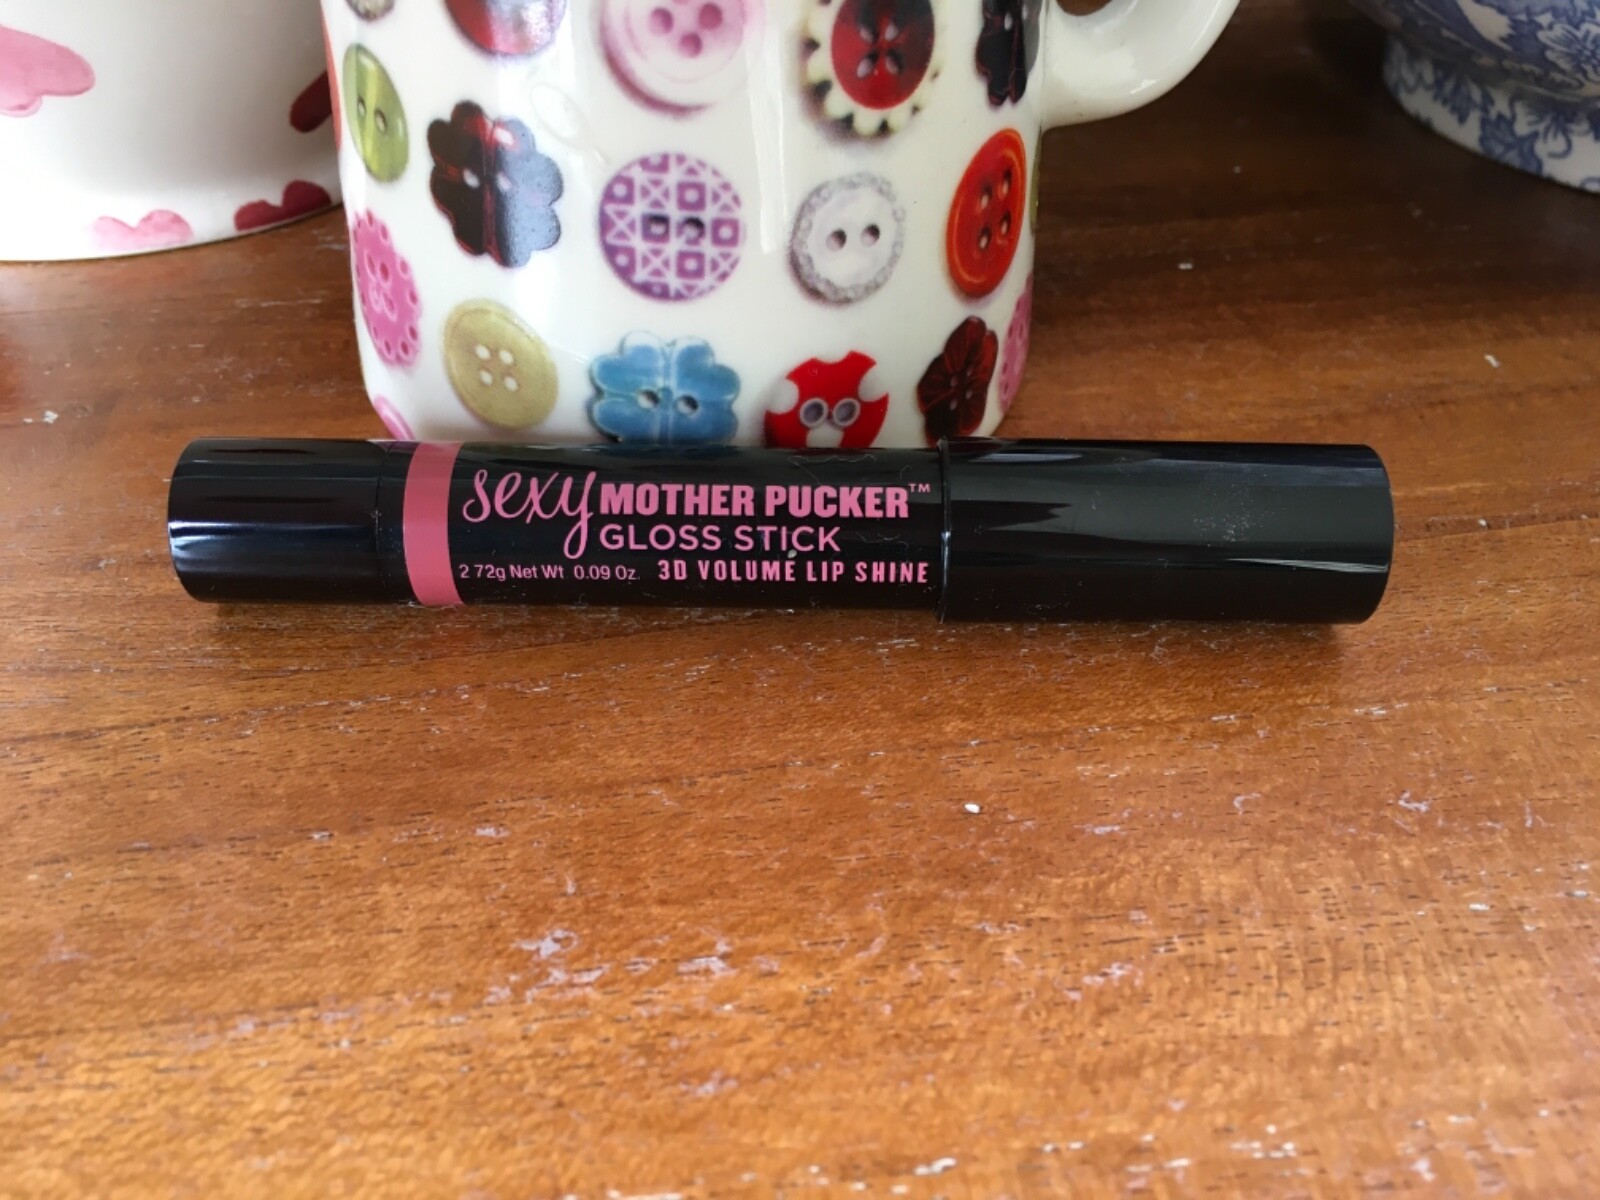 sexy MOTHER PUCKER™
GLOSS STICK
2 72g Net Wt 0.09 Oz. 3D VOLUME LIP SHINE